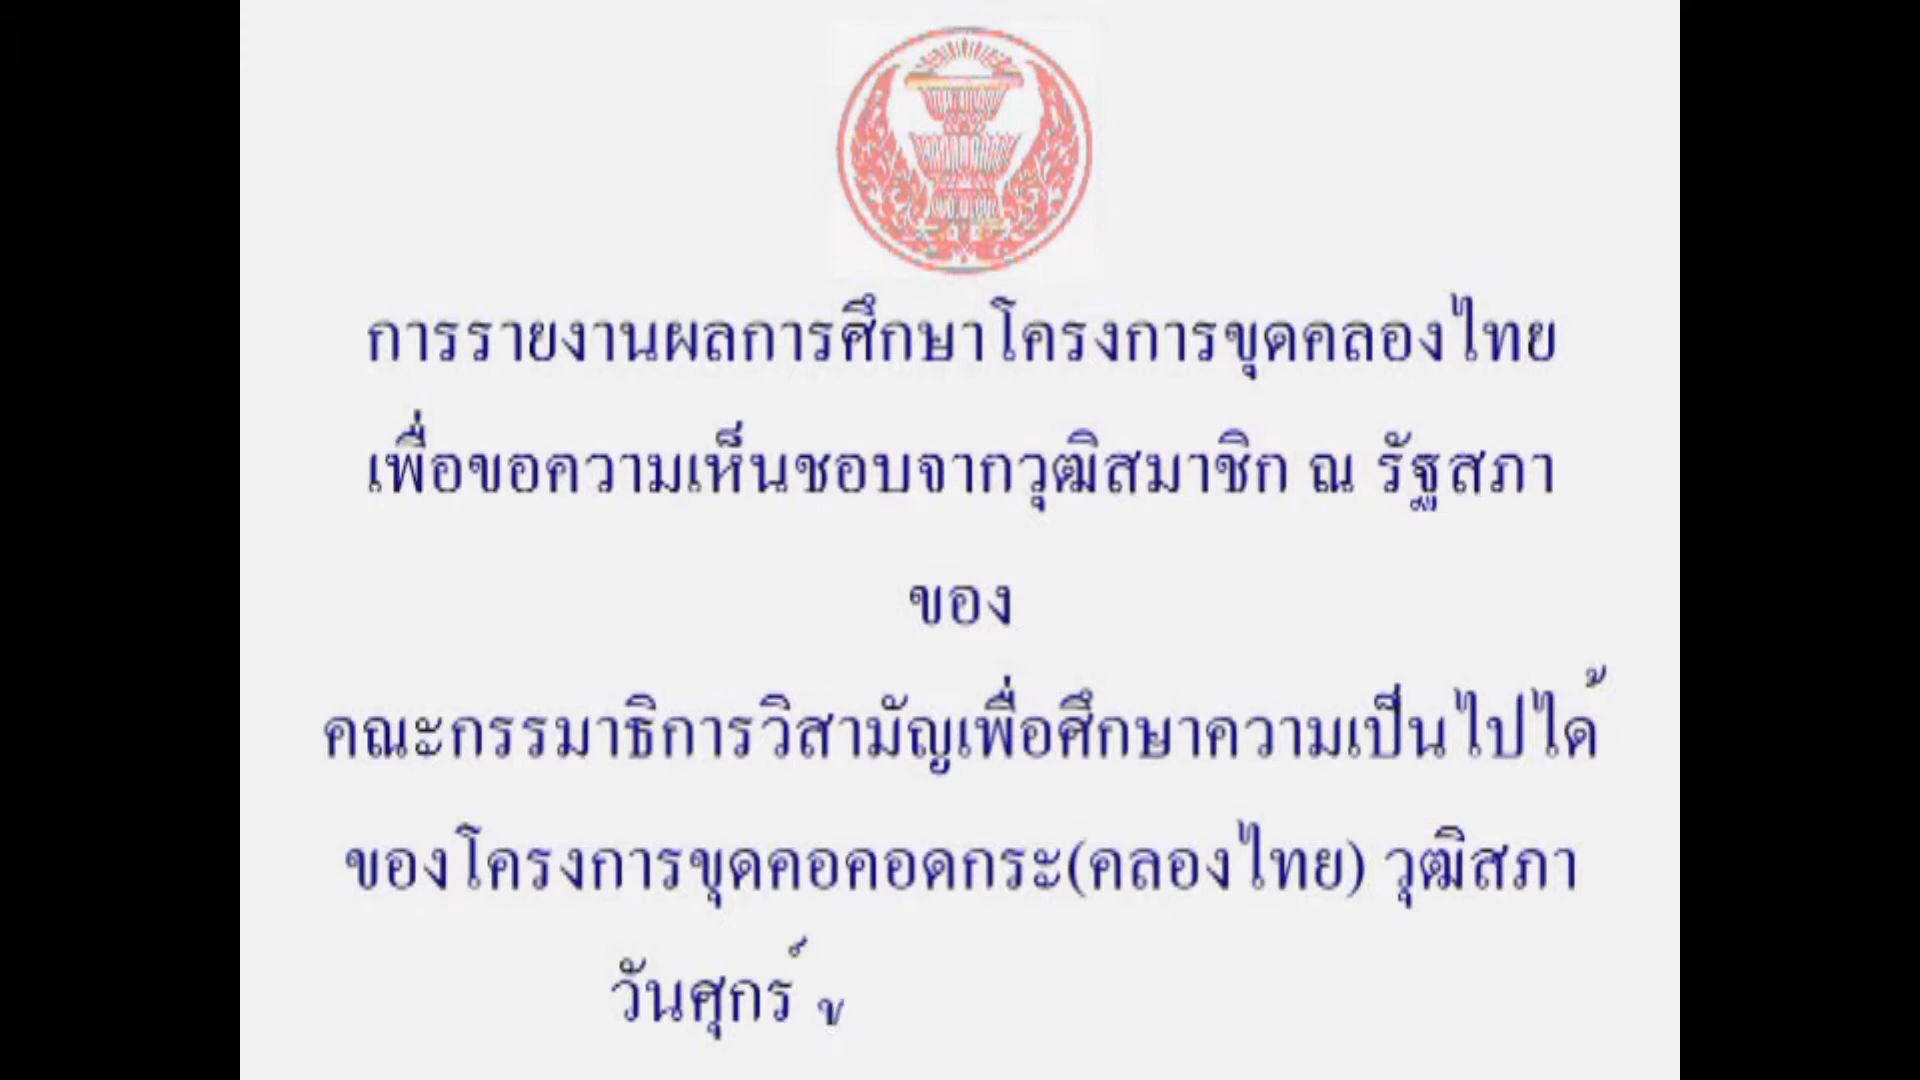 การรายงานผลการศึกษาโครงการขุดคลองไทย
เพื่อขอความเห็นชอบจากวุฒิสมาชิก ณ รัฐสภา
ของ
คณะกรรมาธิการวิสามัญเพื่อศึกษาความเป็นไปได้
ของโครงการขุดคอคอดกระ(คลองไทย) วุฒิสภา
วันศุกร์